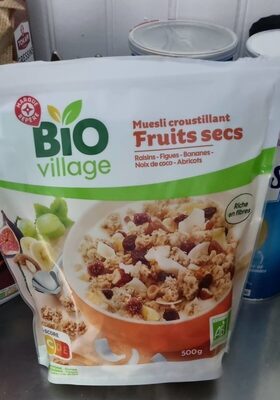 MARQUE
REPÈRE
BiO
village
Muesli croustillant
Fruits secs
Raisins - Figues - Bananes -
Noix de coco - Abricots
Riche
en fibres
500g
AB